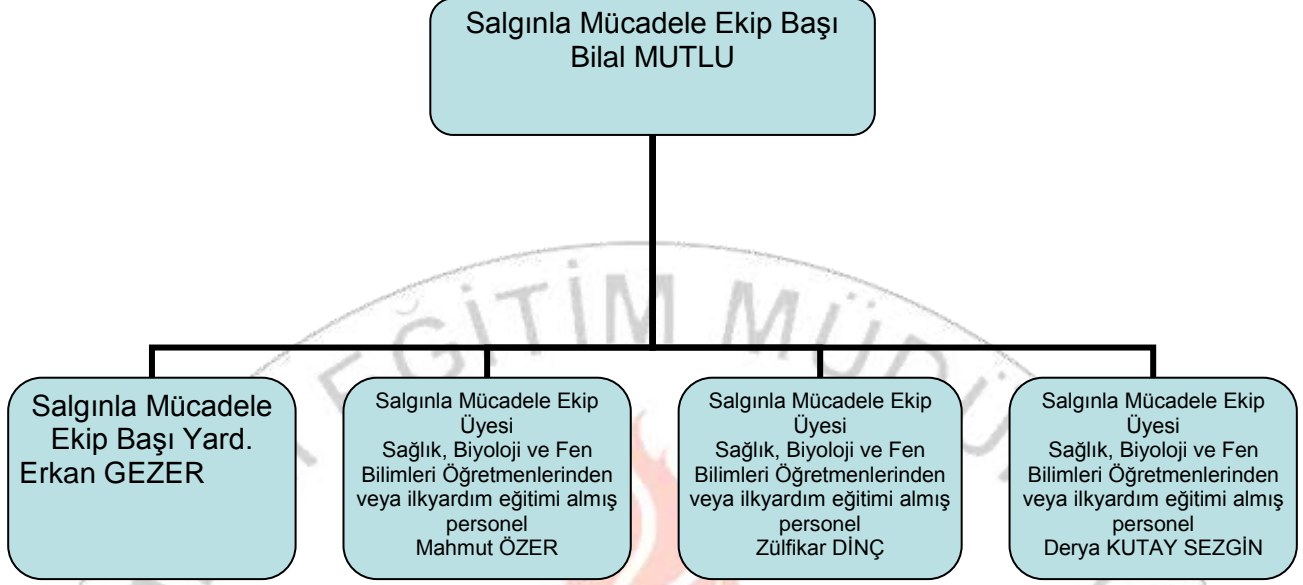 Salgınla Mücadele Ekip Başı
Bilal MUTLU
EĞİTİM MÜDÜ
Salgınla Mücadele
Ekip Başı Yard.
Erkan GEZER
Salgınla Mücadele Ekip
Üyesi
Sağlık, Biyoloji ve Fen
Bilimleri Öğretmenlerinden
veya ilkyardım eğitimi almış
personel
Mahmut ÖZER
Salgınla Mücadele Ekip
Üyesi
Sağlık, Biyoloji ve Fen
Bilimleri Öğretmenlerinden
veya ilkyardım eğitimi almış
personel
Zülfikar DİNÇ
Salgınla Mücadele Ekip
Üyesi
Sağlık, Biyoloji ve Fen
Bilimleri Öğretmenlerinden
veya ilkyardım eğitimi almış
personel
Derya KUTAY SEZGİN